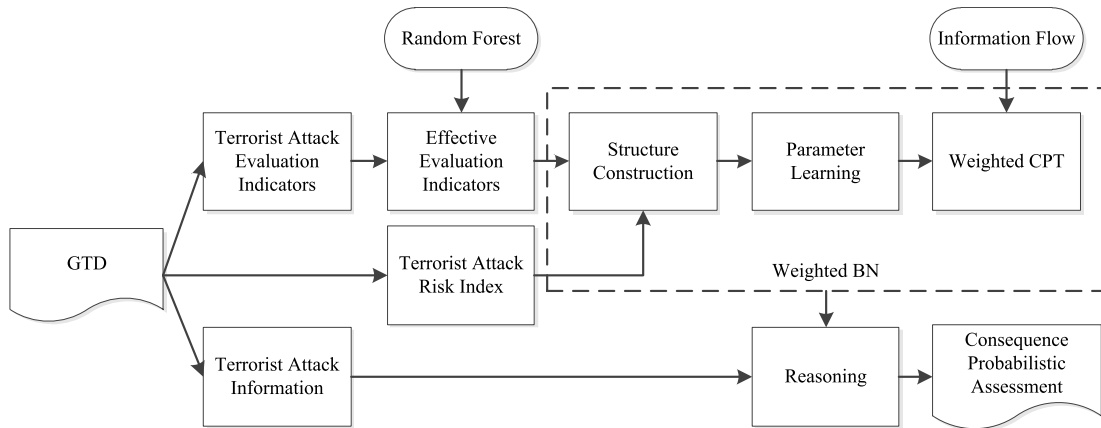 Random Forest
Information Flow
Terrorist Attack
Evaluation
Indicators
Effective
Evaluation
Indicators
Structure
Construction
Parameter
Learning
Weighted CPT
GTD
Terrorist Attack
Risk Index
Weighted BN
Terrorist Attack
Information
Reasoning
Consequence
Probabilistic
Assessment